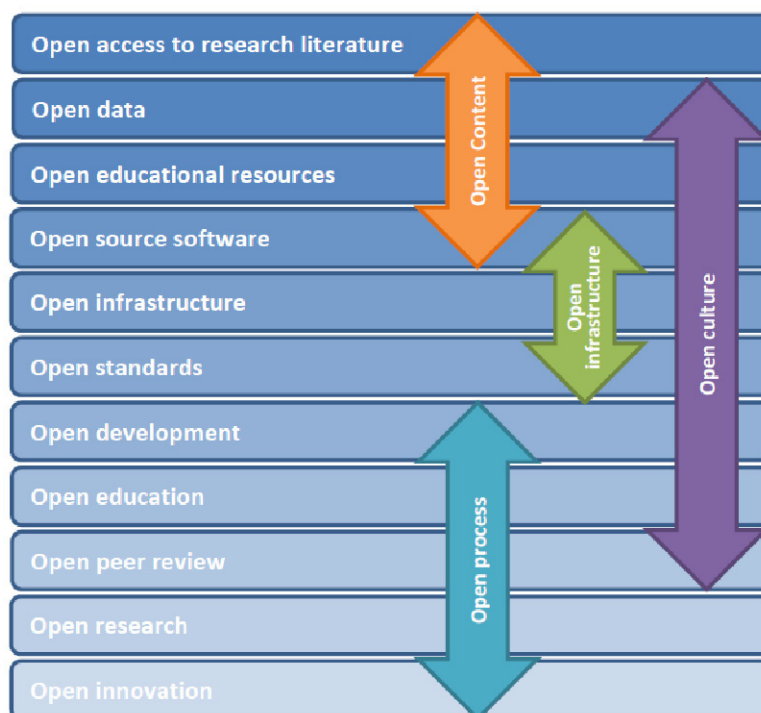 Open access to research literature
Open data
Open educational resources
Open source software
Open infrastructure
Open standards
Open development
Open education
Open peer review
Open research
Open innovation
Open Content
Open
infrastructure
Open culture
Open process